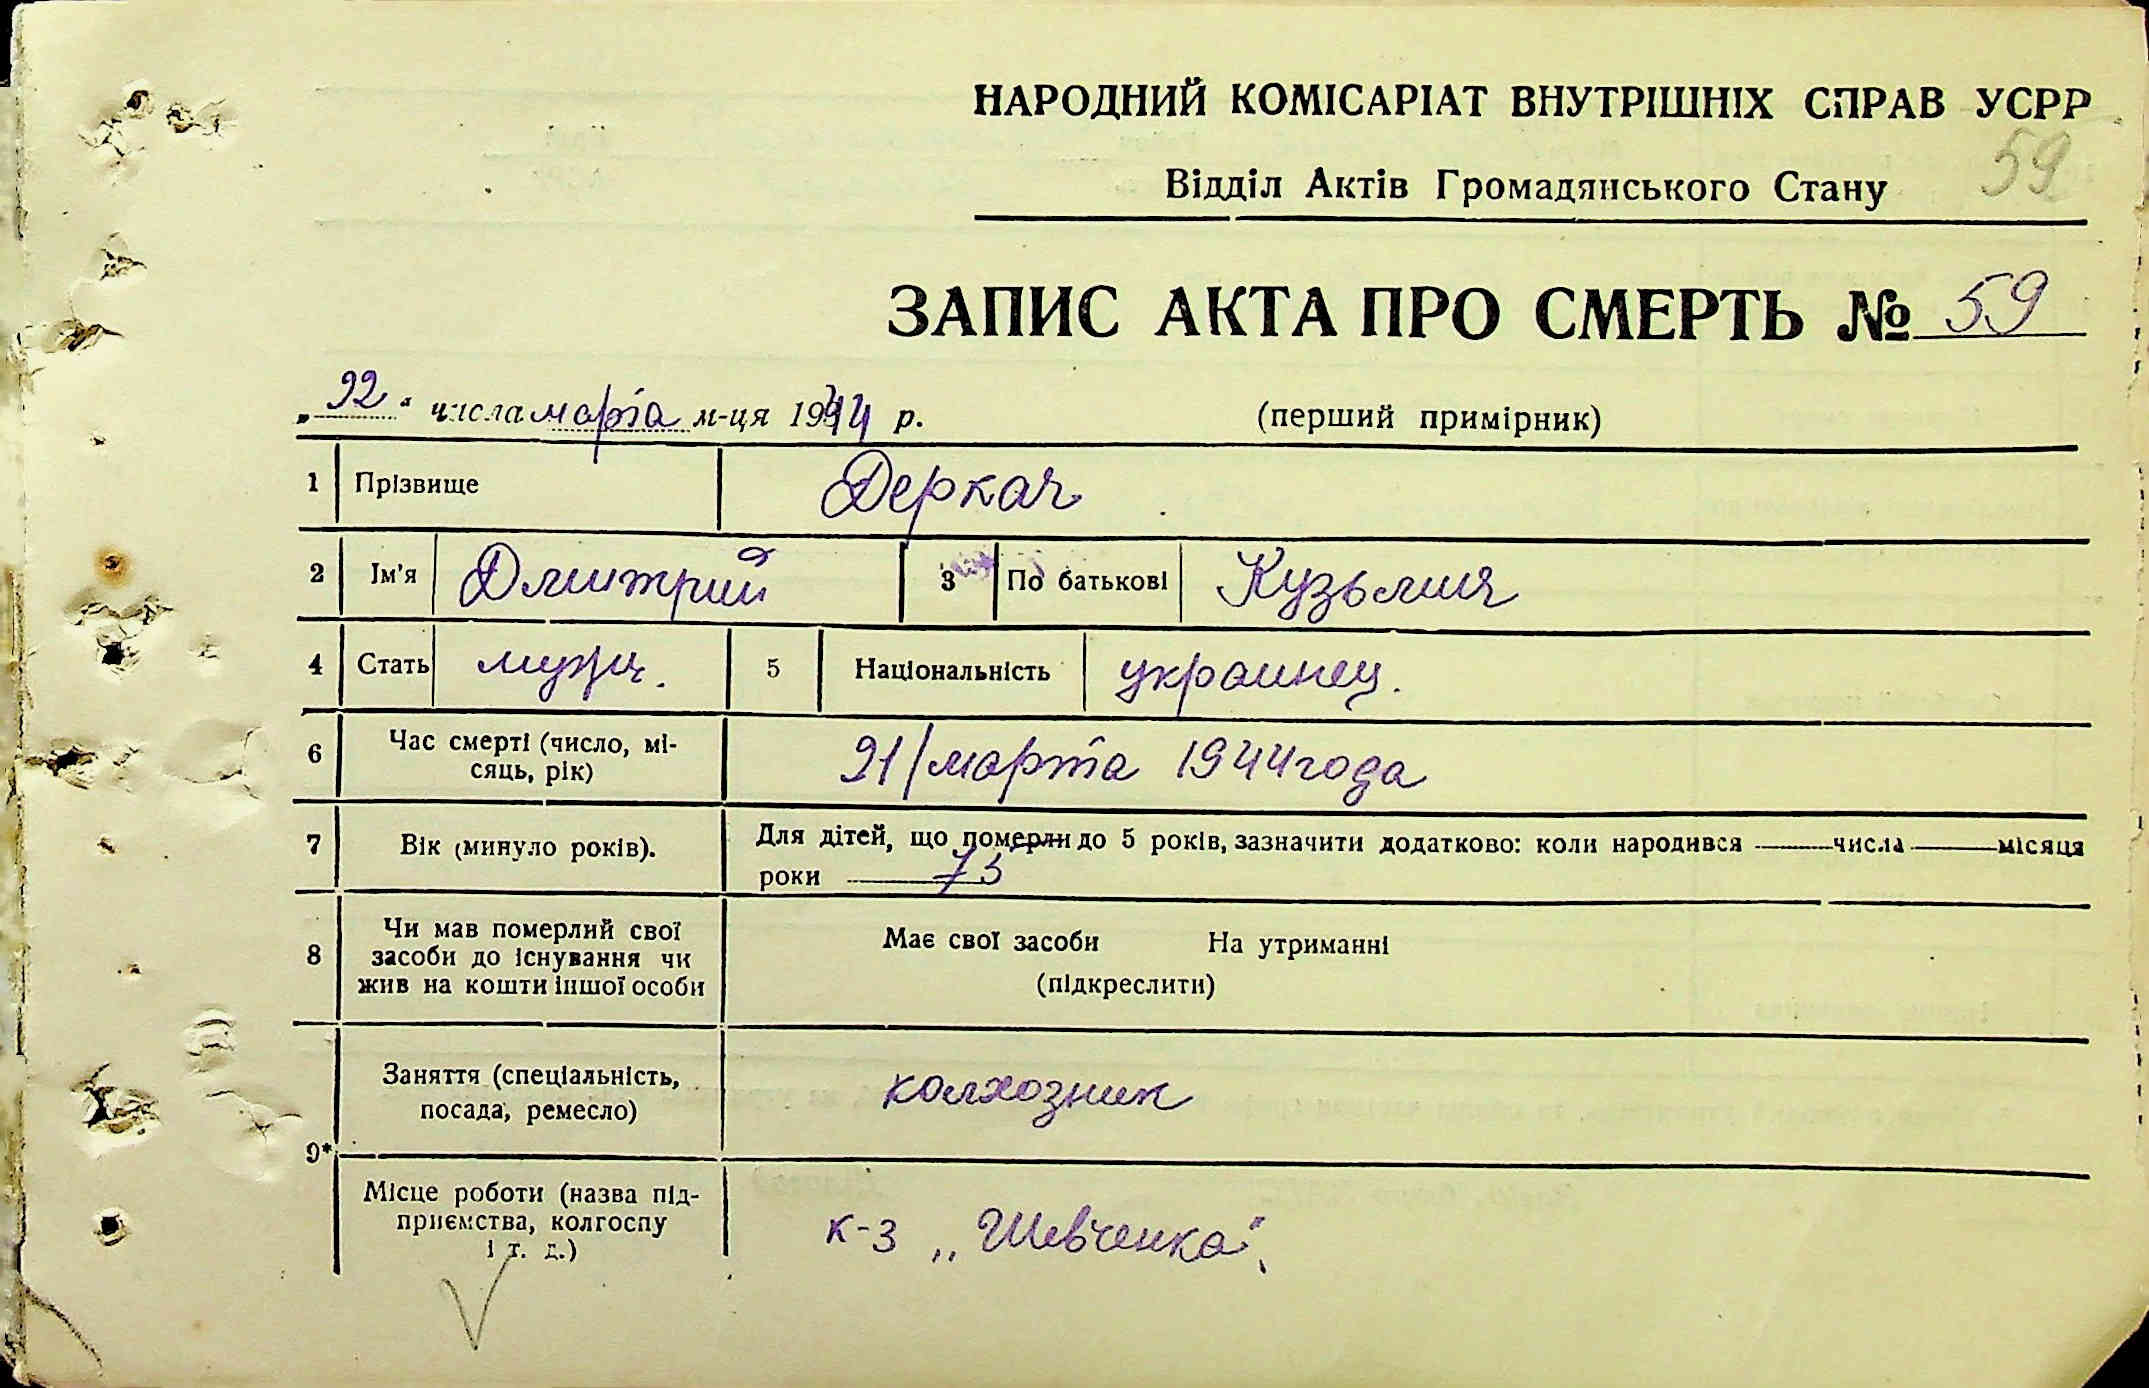 НАРОДНИЙ КОМІСАРІАТ ВНУТРІШНІХ СПРАВ УСРР
59
Відділ Актів Громадянського Стану
ЗАПИС АКТА ПРО СМЕРТЬ № 59
„22“ числа марта м-ця 1944 р. (перший примірник)
1 Прізвище Деркач
2 Ім'я Дмитрий 3 По батькові Кузьмич
4 Стать мужч. 5 Національність украинец.
6 Час смерті (число, мі-
сяць, рік) 21/марта 1944 года
7 Вік (минуло років). Для дітей, що померли до 5 років, зазначити додатково: коли народився ——числа——місяця
роки 73
8 Чи мав померлий свої
засоби до існування чи
жив на кошти іншої особи
Має свої засоби На утриманні
(підкреслити)
9* Заняття (спеціальність,
посада, ремесло) колхозник
Місце роботи (назва під-
приємства, колгоспу
і т. д.) к-з „Шевченка“